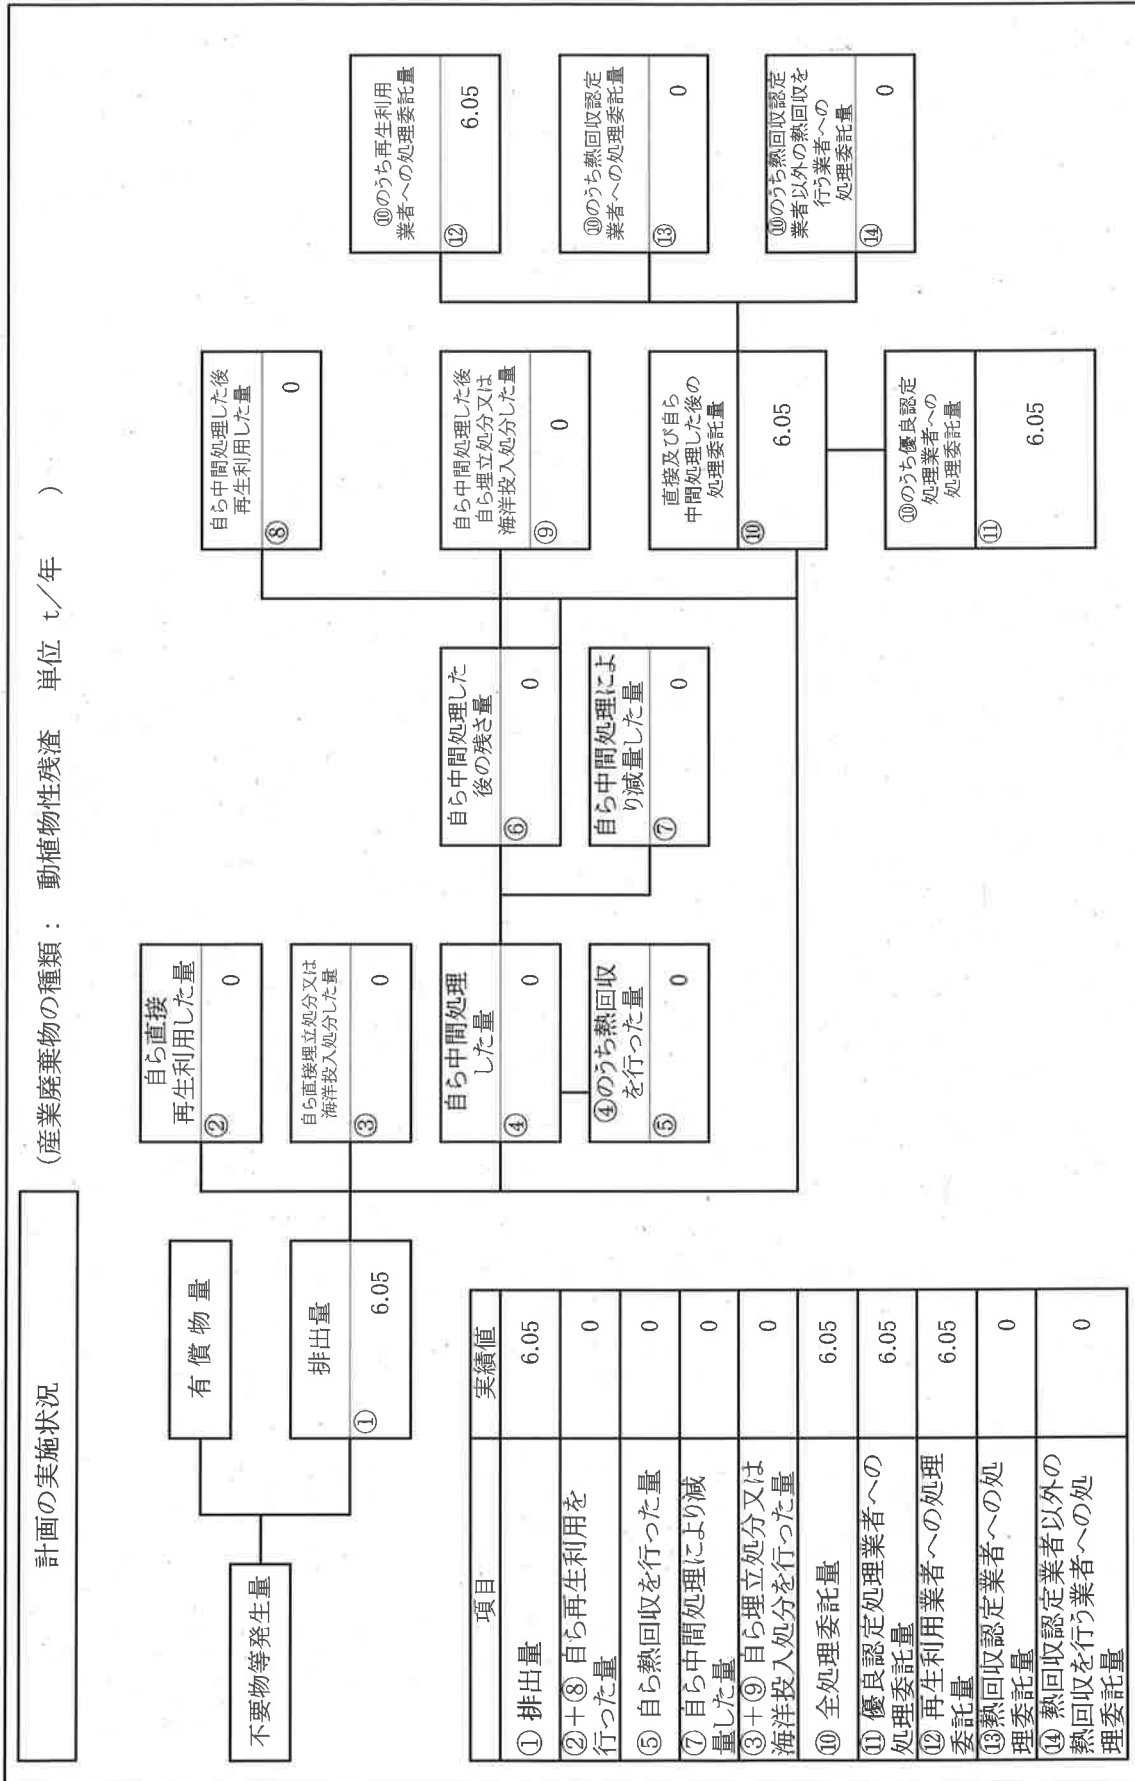 計画の実施状況
(産業廃棄物の種類： 動植物性残渣 単位 t／年 )
不要物等発生量
有償物量
排出量
① 6.05
自ら直接
再生利用した量
② 0
自ら直接埋立処分又は
海洋投入処分した量
③ 0
自ら中間処理
した量
④ 0
④のうち熱回収
を行った量
⑤ 0
自ら中間処理した
後の残さ量
⑥ 0
自ら中間処理によ
り減量した量
⑦ 0
自ら中間処理した後
再生利用した量
⑧ 0
自ら中間処理した後
自ら埋立処分又は
海洋投入処分した量
⑨ 0
直接及び自ら
中間処理した後の
処理委託量
⑩ 6.05
⑩のうち優良認定
処理業者への
処理委託量
⑪ 6.05
⑩のうち再生利用
業者への処理委託量
⑫ 6.05
⑩のうち熱回収認定
業者への処理委託量
⑬ 0
⑩のうち熱回収認定
業者以外の熱回収を
行う業者への
処理委託量
⑭ 0
項目 実績値
① 排出量 6.05
②＋⑧ 自ら再生利用を
行った量 0
⑤ 自ら熱回収を行った量 0
⑦ 自ら中間処理により減
量した量 0
③＋⑨ 自ら埋立処分又は
海洋投入処分を行った量 0
⑩ 全処理委託量 6.05
⑪ 優良認定処理業者への
処理委託量 6.05
⑫ 再生利用業者への処理
委託量 6.05
⑬熱回収認定業者への処
理委託量 0
⑭ 熱回収認定業者以外の
熱回収を行う業者への処
理委託量 0